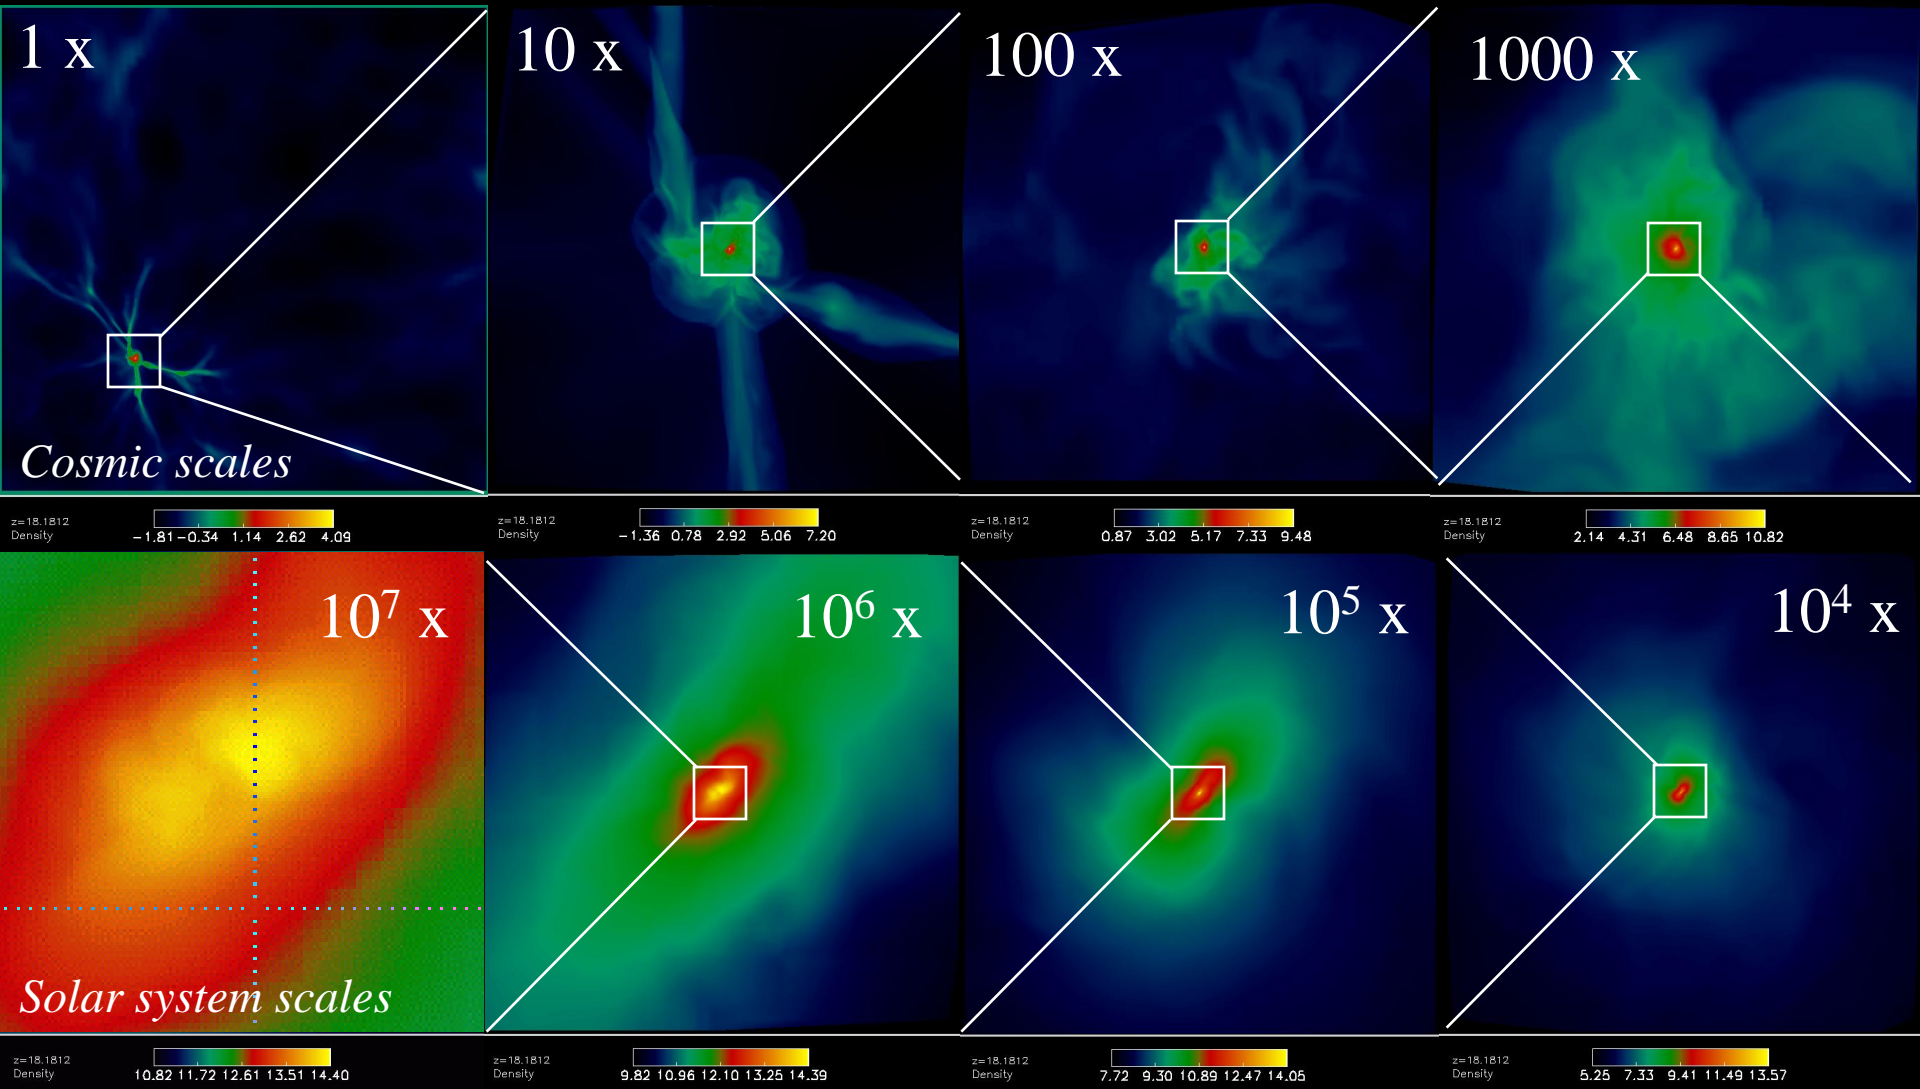 1 x
10 x
100 x
1000 x
Cosmic scales
z=18.1812
Density
-1.81 -0.34 1.14 2.62 4.09
z=18.1812
Density
-1.36 0.78 2.92 5.06 7.20
z=18.1812
Density
0.87 3.02 5.17 7.33 9.48
z=18.1812
Density
2.14 4.31 6.48 8.65 10.82
10⁷ x
10⁶ x
10⁵ x
10⁴ x
Solar system scales
z=18.1812
Density
10.82 11.72 12.61 13.51 14.40
z=18.1812
Density
9.82 10.96 12.10 13.25 14.39
z=18.1812
Density
7.72 9.30 10.89 12.47 14.05
z=18.1812
Density
5.25 7.33 9.41 11.49 13.57